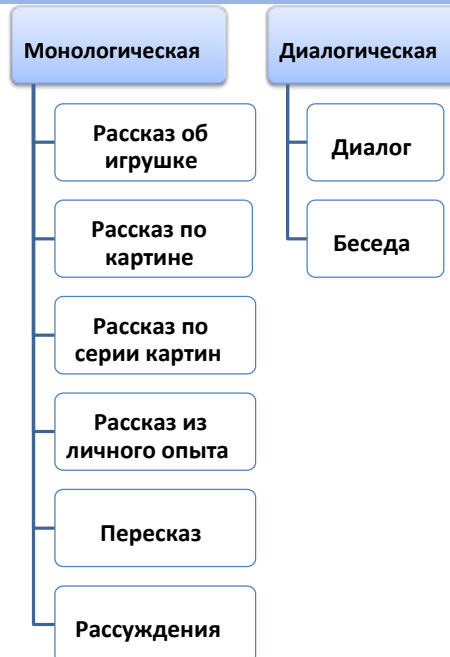 Монологическая
Рассказ об
игрушке
Рассказ по
картине
Рассказ по
серии картин
Рассказ из
личного опыта
Пересказ
Рассуждения
Диалогическая
Диалог
Беседа